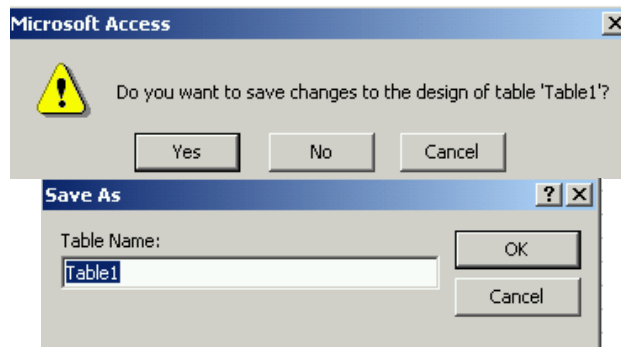 Microsoft Access
Do you want to save changes to the design of table 'Table1'?
Yes No Cancel
Save As
Table Name:
OK
Table1
Cancel